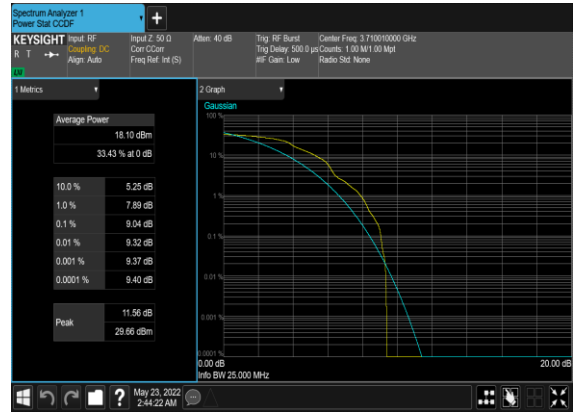 Spectrum Analyzer 1
Power Stat CCDF
KEYSIGHT
R T
LXI
Input: RF
Coupling: DC
Align: Auto
Input Z: 50 Ω
Corr CCorr
Freq Ref: Int (S)
Atten: 40 dB
Trig: RF Burst
Trig Delay: 500.0 µs
#IF Gain: Low
Center Freq: 3.710010000 GHz
Counts: 1.00 M/1.00 Mpt
Radio Std: None
1 Metrics
Average Power
18.10 dBm
33.43 % at 0 dB
10.0 % 5.25 dB
1.0 % 7.89 dB
0.1 % 9.04 dB
0.01 % 9.32 dB
0.001 % 9.37 dB
0.0001 % 9.40 dB
Peak
11.56 dB
29.66 dBm
2 Graph
Gaussian
100 %
10 %
1 %
0.1 %
0.01 %
0.001 %
0.0001 %
0.00 dB
20.00 dB
Info BW 25.000 MHz
?
May 23, 2022
2:44:22 AM